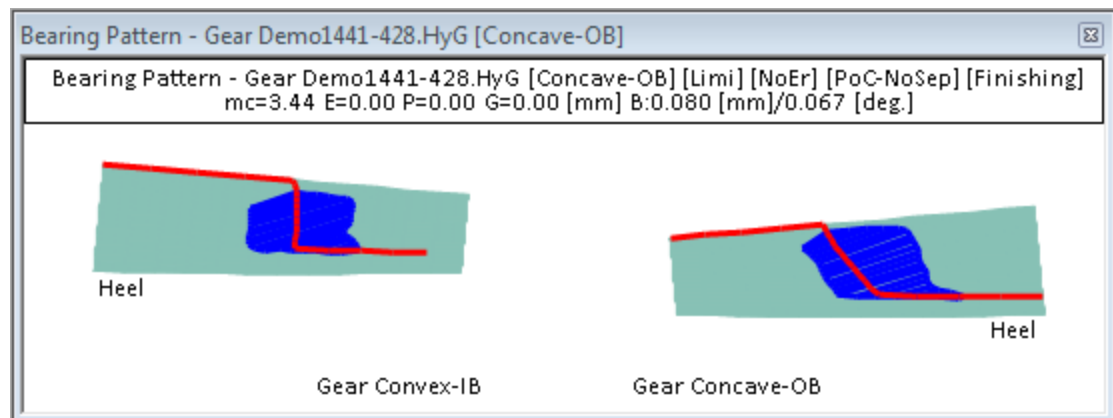 Bearing Pattern - Gear Demo1441-428.HyG [Concave-OB]
Bearing Pattern - Gear Demo1441-428.HyG [Concave-OB] [Limi] [NoEr] [PoC-NoSep] [Finishing]
mc=3.44 E=0.00 P=0.00 G=0.00 [mm] B:0.080 [mm]/0.067 [deg.]
Heel
Heel
Gear Convex-IB
Gear Concave-OB